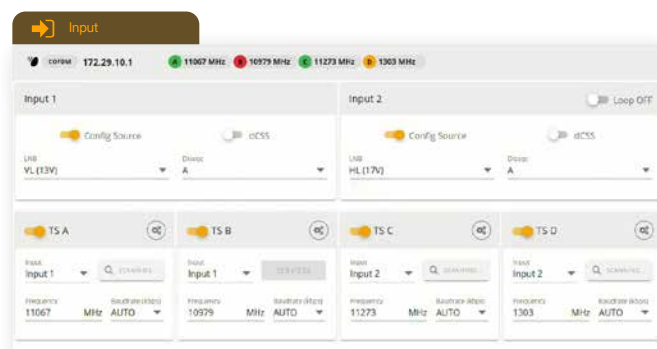 Input
COFDM 172.29.10.1 A 11067 MHz B 10979 MHz C 11273 MHz D 1303 MHz
Input 1 Input 2 Loop OFF
Config Source dCSS Config Source dCSS
LNB Diseqc LNB Diseqc
VL (13V) A HL (17V) A
TS A TS B TS C TS D
Input Input Input Input
Input 1 Input 1 SERVICES Input 2 Input 2
Frequency Baudrate (kbps) Frequency Baudrate (kbps) Frequency Baudrate (kbps) Frequency Baudrate (kbps)
11067 MHz AUTO 10979 MHz AUTO 11273 MHz AUTO 1303 MHz AUTO